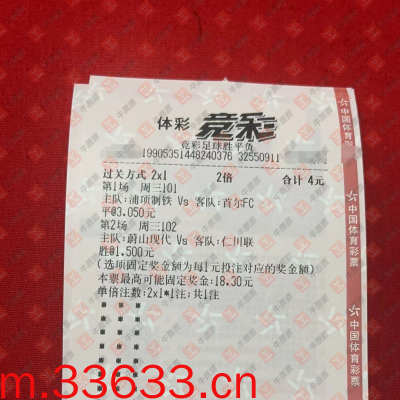 体彩 竞彩
竞彩足球胜平负
19905351448240376 32550911
过关方式 2x1 2倍 合计 4元
第1场 周三101
主队:浦项制铁 Vs 客队:首尔FC
平@3.050元
第2场 周三102
主队:蔚山现代 Vs 客队:仁川联
胜@1.500元
(选项固定奖金额为每1元投注对应的奖金额)
本票最高可能固定奖金:18.30元
单倍注数:2x1*1注;共1注
中国体育彩票
中国体育彩票
中国体育彩票
m.33633.cn